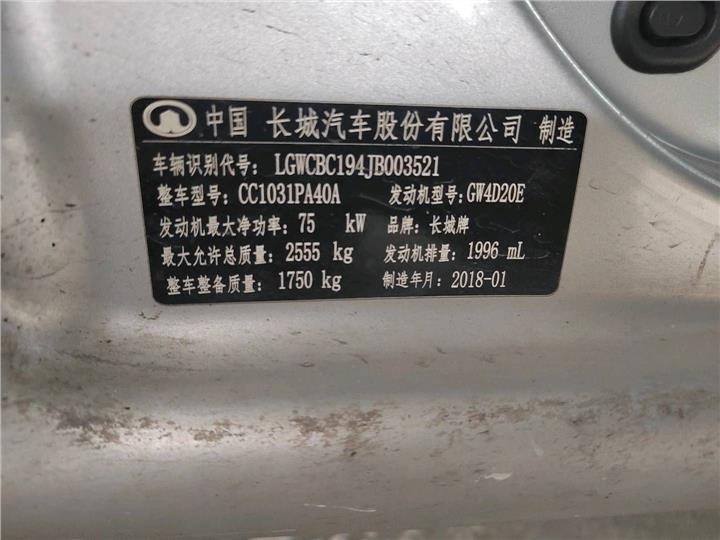 中国 长城汽车股份有限公司 制造
车辆识别代号: LGWCBC194JB003521
整车型号: CC1031PA40A 发动机型号: GW4D20E
发动机最大净功率: 75 kW 品牌: 长城牌
最大允许总质量: 2555 kg 发动机排量: 1996 mL
整车整备质量: 1750 kg 制造年月: 2018-01